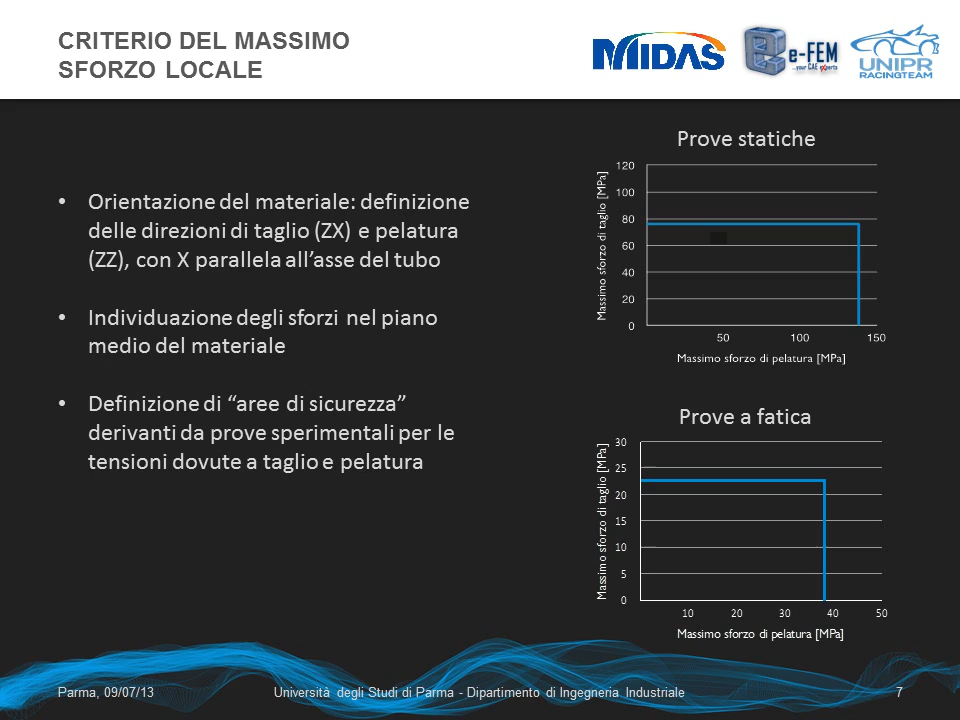 CRITERIO DEL MASSIMO
SFORZO LOCALE
MIDAS
e-FEM
...your CAE experts
UNIPR
RACINGTEAM
• Orientazione del materiale: definizione
delle direzioni di taglio (ZX) e pelatura
(ZZ), con X parallela all’asse del tubo
• Individuazione degli sforzi nel piano
medio del materiale
• Definizione di “aree di sicurezza”
derivanti da prove sperimentali per le
tensioni dovute a taglio e pelatura
Prove statiche
Massimo sforzo di taglio [MPa]
120
100
80
60
40
20
0
50 100 150
Massimo sforzo di pelatura [MPa]
Prove a fatica
Massimo sforzo di taglio [MPa]
30
25
20
15
10
5
0
10 20 30 40 50
Massimo sforzo di pelatura [MPa]
Parma, 09/07/13
Università degli Studi di Parma - Dipartimento di Ingegneria Industriale
7